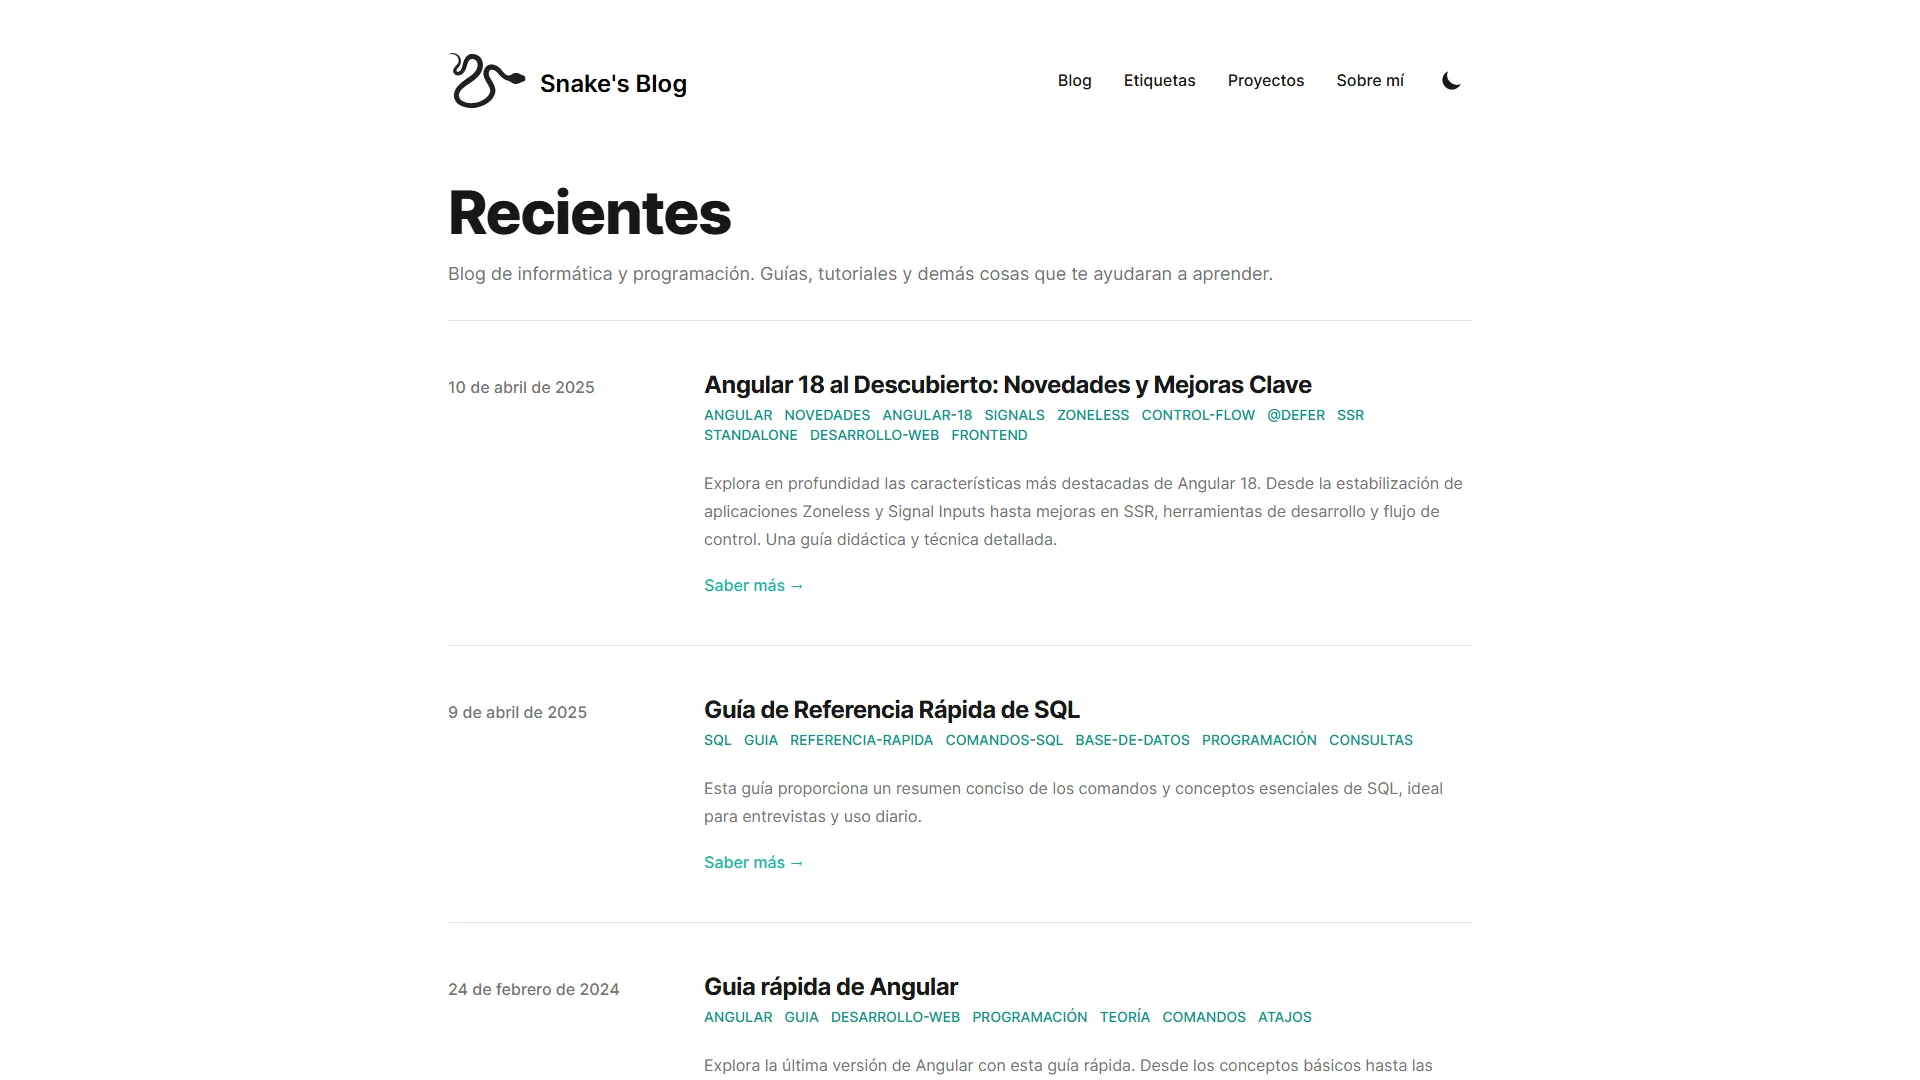 Snake's Blog
Blog Etiquetas Proyectos Sobre mí
Recientes
Blog de informática y programación. Guías, tutoriales y demás cosas que te ayudaran a aprender.
10 de abril de 2025
Angular 18 al Descubierto: Novedades y Mejoras Clave
ANGULAR NOVEDADES ANGULAR-18 SIGNALS ZONELESS CONTROL-FLOW @DEFER SSR
STANDALONE DESARROLLO-WEB FRONTEND
Explora en profundidad las características más destacadas de Angular 18. Desde la estabilización de
aplicaciones Zoneless y Signal Inputs hasta mejoras en SSR, herramientas de desarrollo y flujo de
control. Una guía didáctica y técnica detallada.
Saber más →
9 de abril de 2025
Guía de Referencia Rápida de SQL
SQL GUIA REFERENCIA-RAPIDA COMANDOS-SQL BASE-DE-DATOS PROGRAMACIÓN CONSULTAS
Esta guía proporciona un resumen conciso de los comandos y conceptos esenciales de SQL, ideal
para entrevistas y uso diario.
Saber más →
24 de febrero de 2024
Guia rápida de Angular
ANGULAR GUIA DESARROLLO-WEB PROGRAMACIÓN TEORÍA COMANDOS ATAJOS
Explora la última versión de Angular con esta guía rápida. Desde los conceptos básicos hasta las